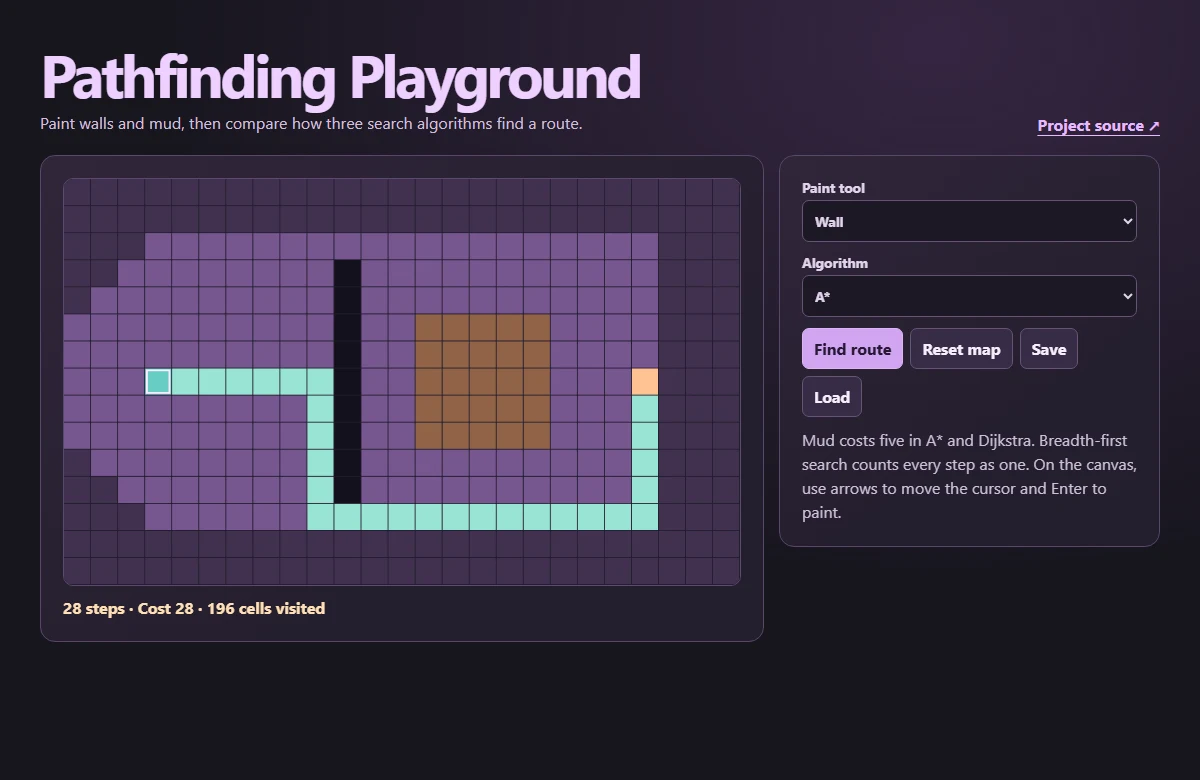 Pathfinding Playground
Paint walls and mud, then compare how three search algorithms find a route.
Project source ↗
Paint tool
Wall
Algorithm
A*
Find route
Reset map
Save
Load
Mud costs five in A* and Dijkstra. Breadth-first
search counts every step as one. On the canvas,
use arrows to move the cursor and Enter to
paint.
28 steps · Cost 28 · 196 cells visited